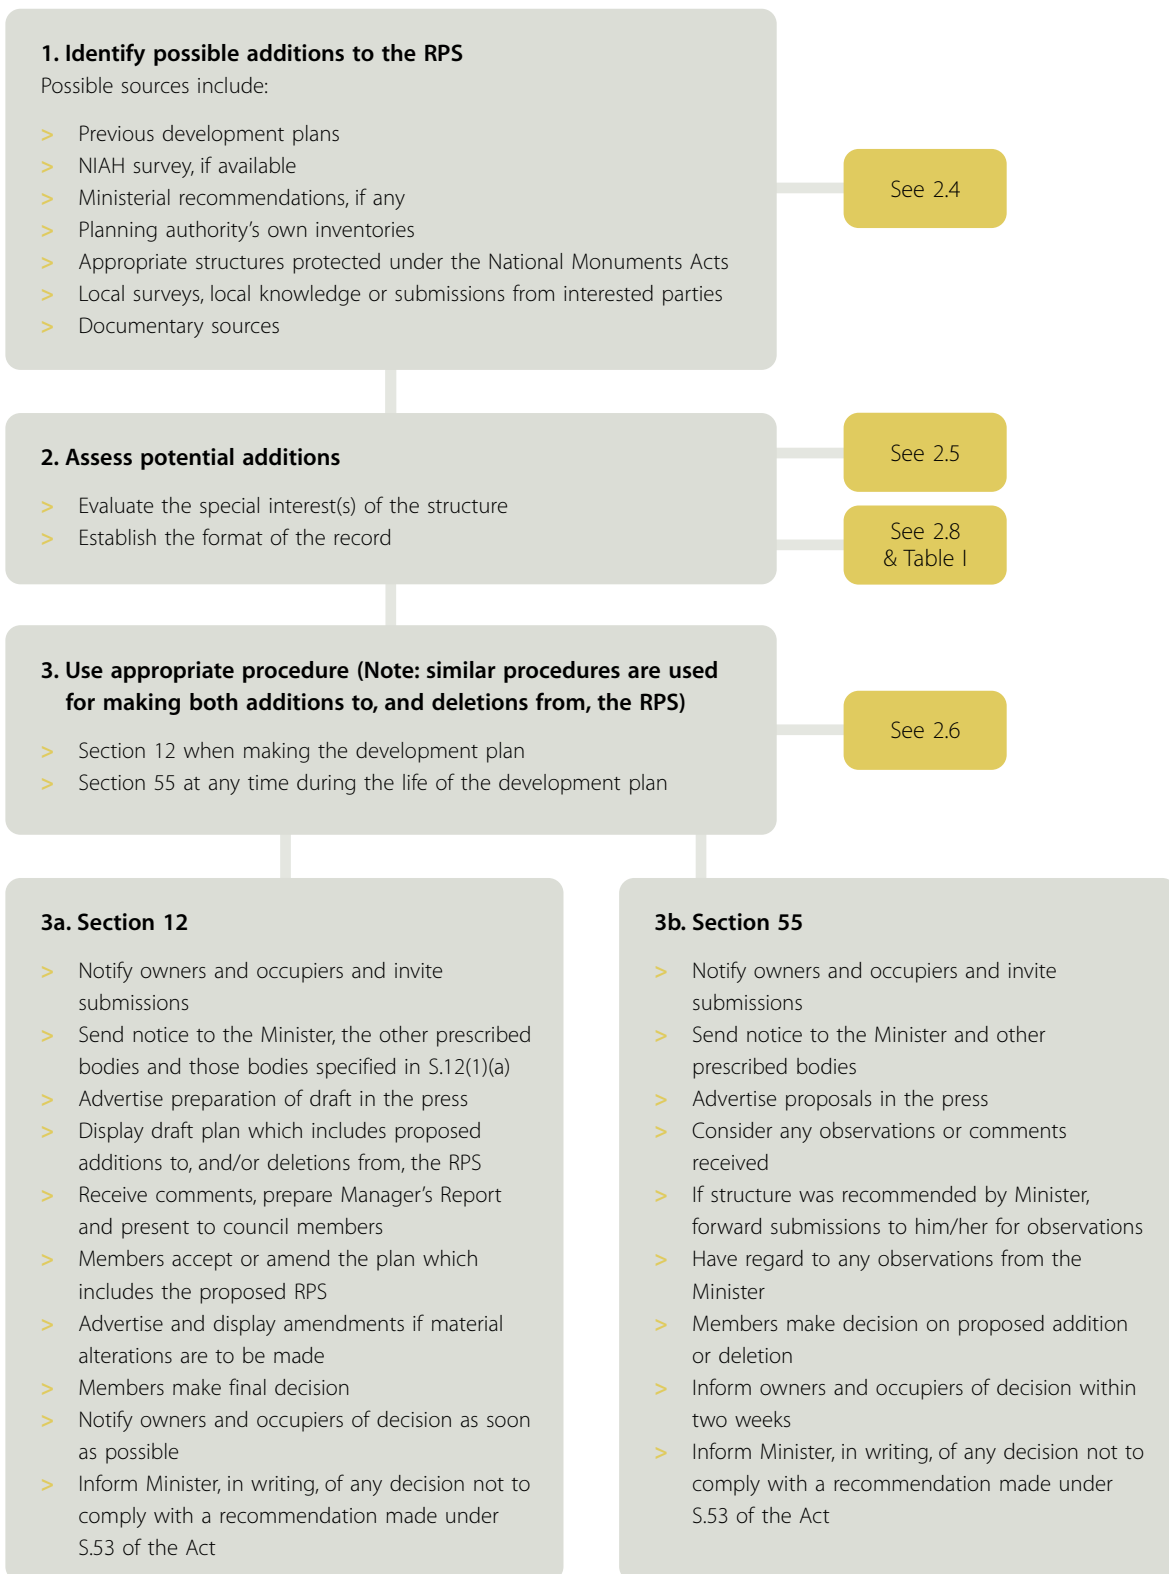 1. Identify possible additions to the RPS
Possible sources include:
> Previous development plans
> NIAH survey, if available
> Ministerial recommendations, if any
> Planning authority's own inventories
> Appropriate structures protected under the National Monuments Acts
> Local surveys, local knowledge or submissions from interested parties
> Documentary sources
See 2.4
2. Assess potential additions
> Evaluate the special interest(s) of the structure
> Establish the format of the record
See 2.5
See 2.8
& Table I
3. Use appropriate procedure (Note: similar procedures are used
for making both additions to, and deletions from, the RPS)
> Section 12 when making the development plan
> Section 55 at any time during the life of the development plan
See 2.6
3a. Section 12
> Notify owners and occupiers and invite
submissions
> Send notice to the Minister, the other prescribed
bodies and those bodies specified in S.12(1)(a)
> Advertise preparation of draft in the press
> Display draft plan which includes proposed
additions to, and/or deletions from, the RPS
> Receive comments, prepare Manager's Report
and present to council members
> Members accept or amend the plan which
includes the proposed RPS
> Advertise and display amendments if material
alterations are to be made
> Members make final decision
> Notify owners and occupiers of decision as soon
as possible
> Inform Minister, in writing, of any decision not to
comply with a recommendation made under
S.53 of the Act
3b. Section 55
> Notify owners and occupiers and invite
submissions
> Send notice to the Minister and other
prescribed bodies
> Advertise proposals in the press
> Consider any observations or comments
received
> If structure was recommended by Minister,
forward submissions to him/her for observations
> Have regard to any observations from the
Minister
> Members make decision on proposed addition
or deletion
> Inform owners and occupiers of decision within
two weeks
> Inform Minister, in writing, of any decision not to
comply with a recommendation made under
S.53 of the Act